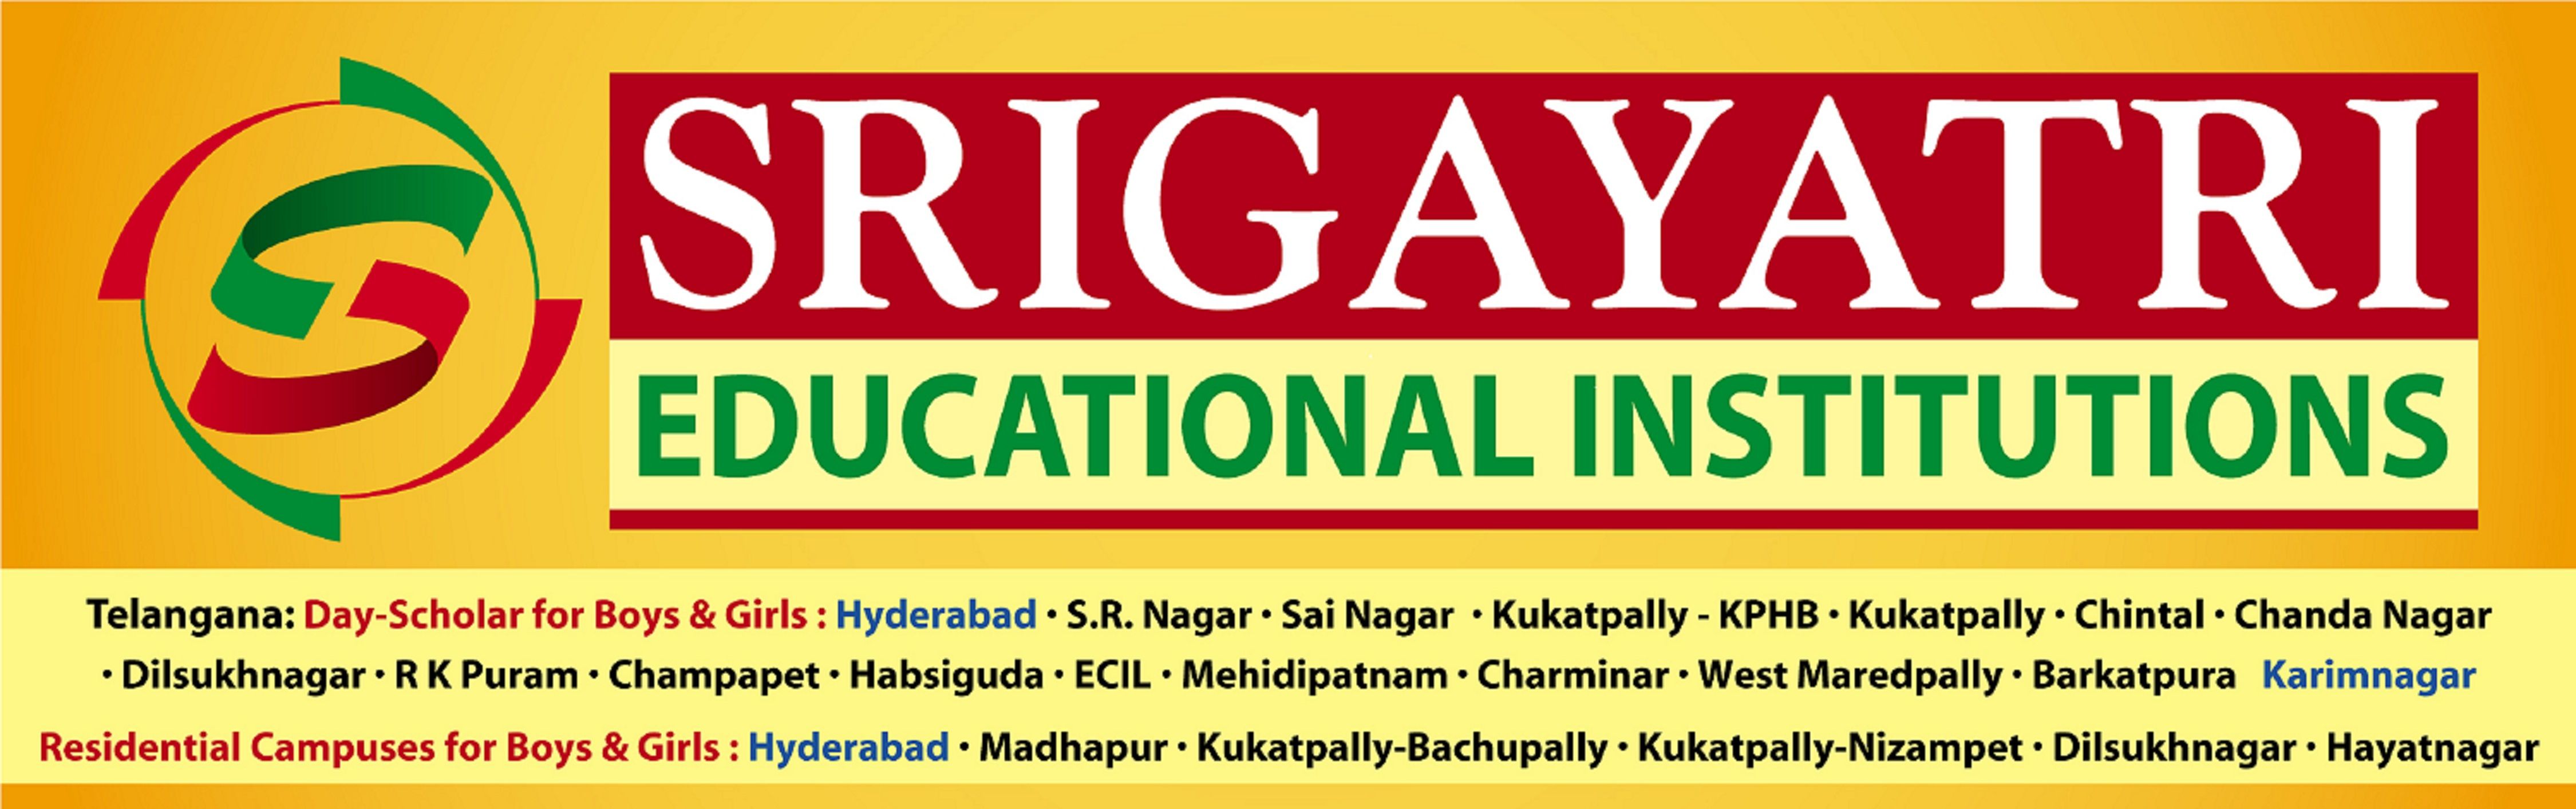 SRIGAYATRI
EDUCATIONAL INSTITUTIONS
Telangana: Day-Scholar for Boys & Girls : Hyderabad • S.R. Nagar • Sai Nagar • Kukatpally - KPHB • Kukatpally • Chintal • Chanda Nagar
• Dilsukhnagar • R K Puram • Champapet • Habsiguda • ECIL • Mehidipatnam • Charminar • West Maredpally • Barkatpura Karimnagar
Residential Campuses for Boys & Girls : Hyderabad • Madhapur • Kukatpally-Bachupally • Kukatpally-Nizampet • Dilsukhnagar • Hayatnagar